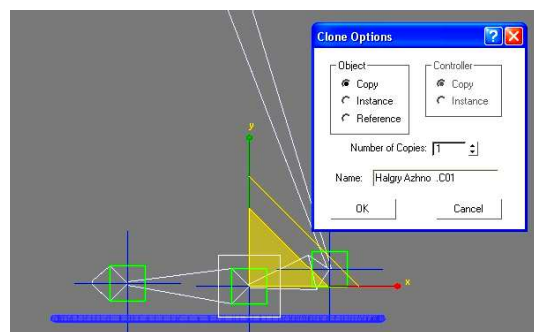 Clone Options
Object
Copy
Instance
Reference
Controller
Copy
Instance
Number of Copies: 1
Name: Halgry Azhno .C01
OK Cancel
y
x